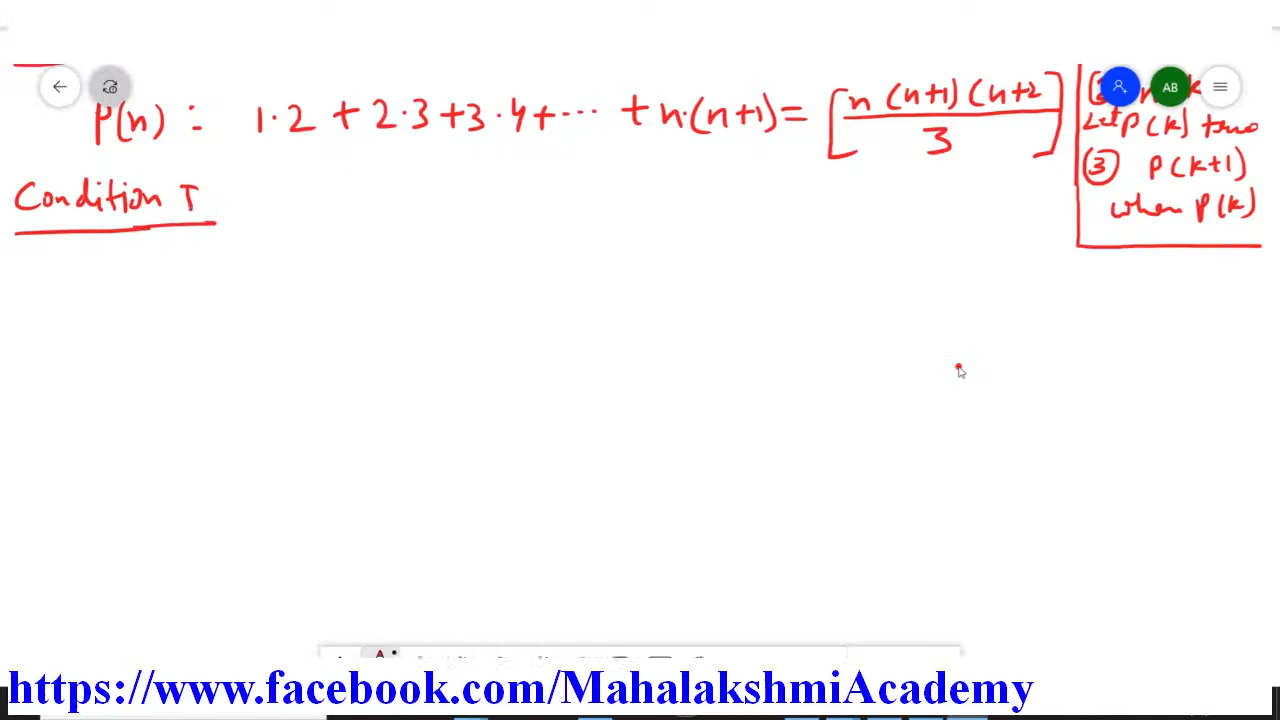 P(n) : 1·2 + 2·3 + 3·4 + ··· + n·(n+1) = [n(n+1)(n+2)/3]
Let P(k) true
③ P(k+1)
when P(k)
Condition I
AB
https://www.facebook.com/MahalakshmiAcademy